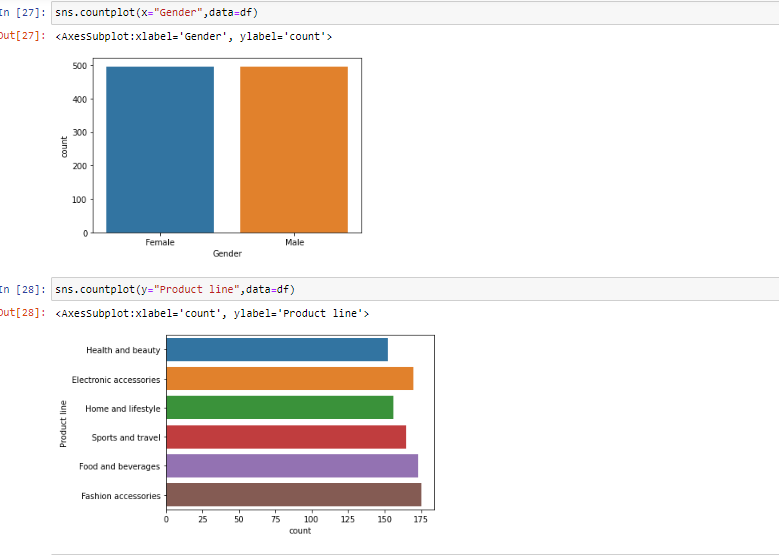 In [27]: sns.countplot(x="Gender",data=df)
Out[27]: <AxesSubplot:xlabel='Gender', ylabel='count'>
500
400
300
200
100
0
count
Female Male
Gender
In [28]: sns.countplot(y="Product line",data=df)
Out[28]: <AxesSubplot:xlabel='count', ylabel='Product line'>
Health and beauty
Electronic accessories
Home and lifestyle
Sports and travel
Food and beverages
Fashion accessories
Product line
0 25 50 75 100 125 150 175
count